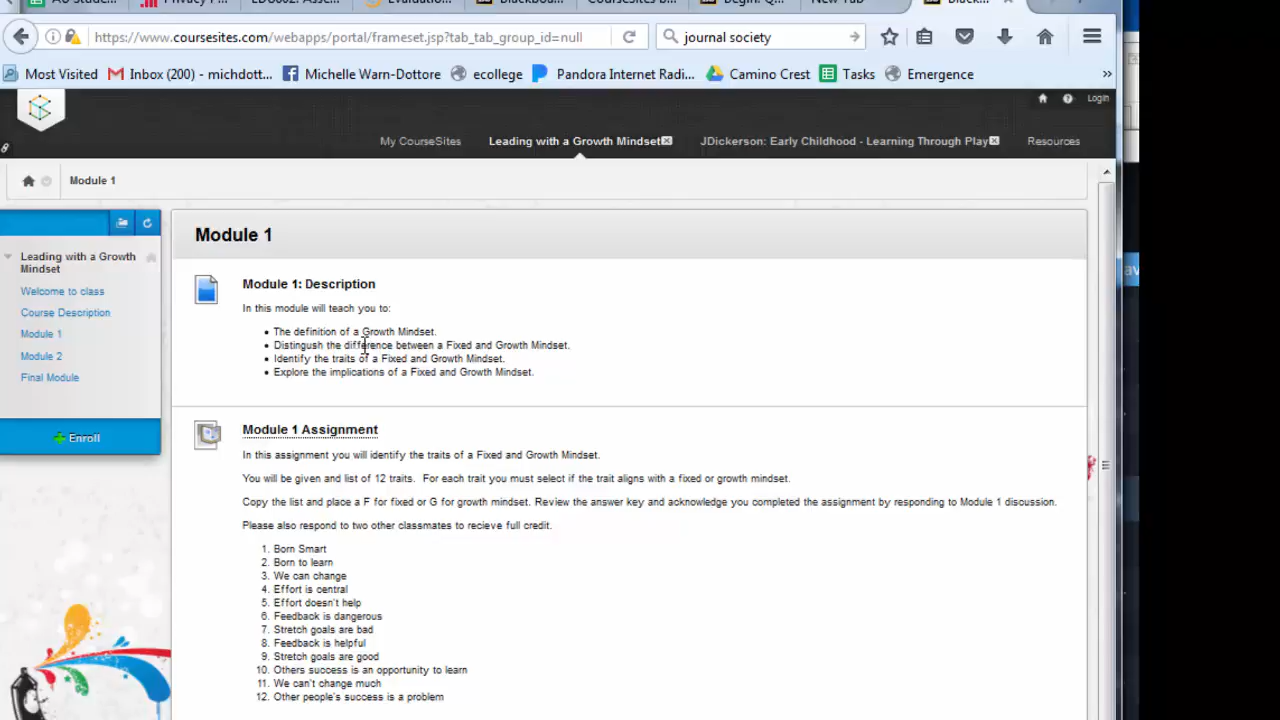 Blackboard
CourseSites b...
Begin: Q...
New Tab
https://www.coursesites.com/webapps/portal/frameset.jsp?tab_tab_group_id=null
journal society
Most Visited
Inbox (200) - michdott...
Michelle Warn-Dottore
ecollege
Pandora Internet Radi...
Camino Crest
Tasks
Emergence
»
Login
My CourseSites
Leading with a Growth Mindset
JDickerson: Early Childhood - Learning Through Play
Resources
Module 1
Leading with a Growth
Mindset
Welcome to class
Course Description
Module 1
Module 2
Final Module
Enroll
Module 1
Module 1: Description
In this module will teach you to:
• The definition of a Growth Mindset.
• Distingush the difference between a Fixed and Growth Mindset.
• Identify the traits of a Fixed and Growth Mindset.
• Explore the implications of a Fixed and Growth Mindset.
Module 1 Assignment
In this assignment you will identify the traits of a Fixed and Growth Mindset.
You will be given and list of 12 traits. For each trait you must select if the trait aligns with a fixed or growth mindset.
Copy the list and place a F for fixed or G for growth mindset. Review the answer key and acknowledge you completed the assignment by responding to Module 1 discussion.
Please also respond to two other classmates to recieve full credit.
1. Born Smart
2. Born to learn
3. We can change
4. Effort is central
5. Effort doesn't help
6. Feedback is dangerous
7. Stretch goals are bad
8. Feedback is helpful
9. Stretch goals are good
10. Others success is an opportunity to learn
11. We can't change much
12. Other people's success is a problem